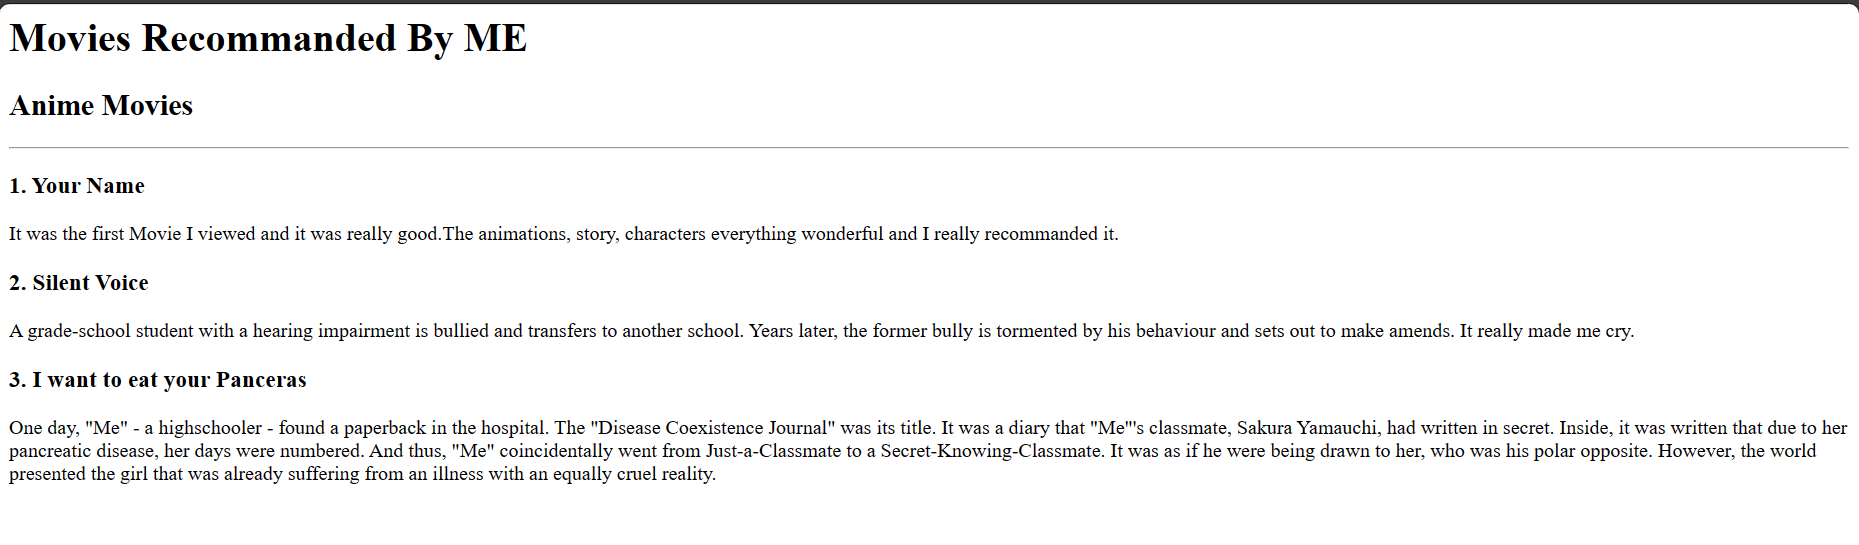 Movies Recommanded By ME
Anime Movies
1. Your Name
It was the first Movie I viewed and it was really good.The animations, story, characters everything wonderful and I really recommanded it.
2. Silent Voice
A grade-school student with a hearing impairment is bullied and transfers to another school. Years later, the former bully is tormented by his behaviour and sets out to make amends. It really made me cry.
3. I want to eat your Panceras
One day, "Me" - a highschooler - found a paperback in the hospital. The "Disease Coexistence Journal" was its title. It was a diary that "Me"'s classmate, Sakura Yamauchi, had written in secret. Inside, it was written that due to her
pancreatic disease, her days were numbered. And thus, "Me" coincidentally went from Just-a-Classmate to a Secret-Knowing-Classmate. It was as if he were being drawn to her, who was his polar opposite. However, the world
presented the girl that was already suffering from an illness with an equally cruel reality.